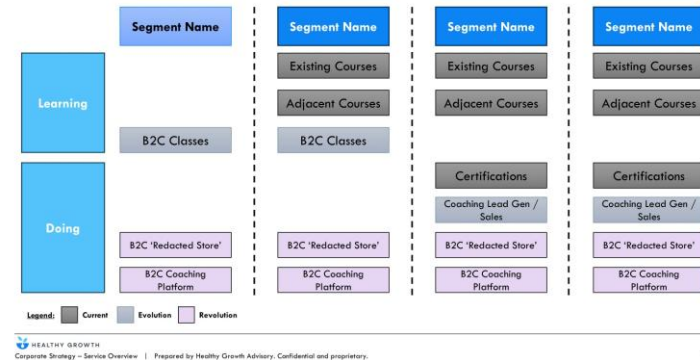 Segment Name
Segment Name
Segment Name
Segment Name
Learning
Existing Courses
Existing Courses
Existing Courses
Adjacent Courses
Adjacent Courses
Adjacent Courses
B2C Classes
B2C Classes
Doing
Certifications
Certifications
Coaching Lead Gen /
Sales
Coaching Lead Gen /
Sales
B2C 'Redacted Store'
B2C 'Redacted Store'
B2C 'Redacted Store'
B2C 'Redacted Store'
B2C Coaching
Platform
B2C Coaching
Platform
B2C Coaching
Platform
B2C Coaching
Platform
Legend: Current Evolution Revolution
HEALTHY GROWTH
Corporate Strategy – Service Overview | Prepared by Healthy Growth Advisory. Confidential and proprietary.